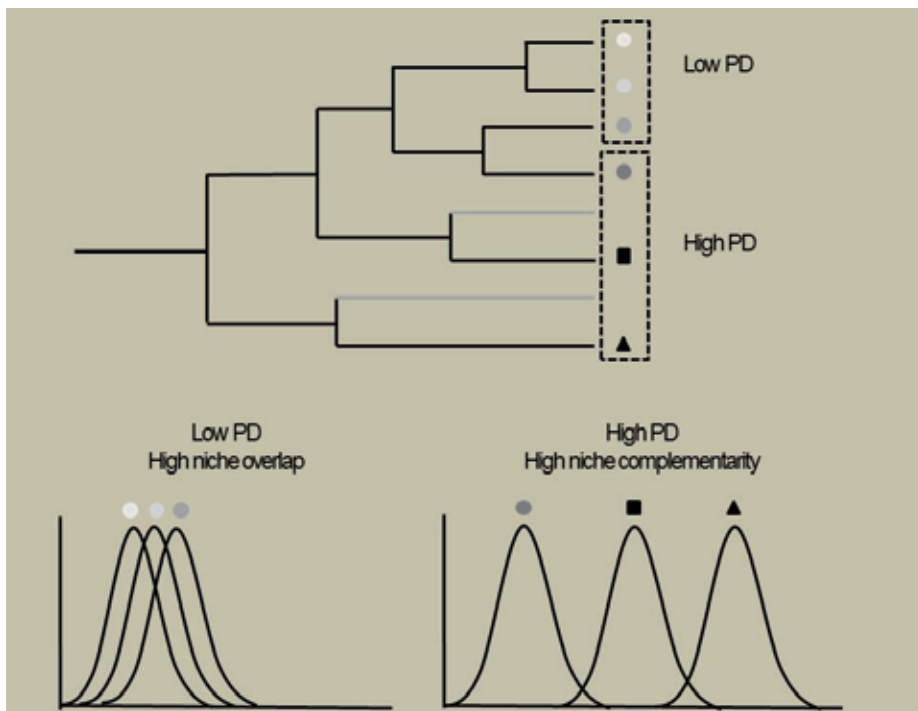 Low PD
High PD
Low PD
High niche overlap
High PD
High niche complementarity